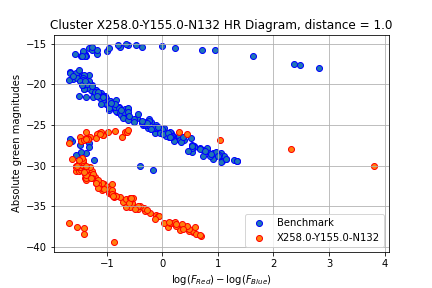 Cluster X258.0-Y155.0-N132 HR Diagram, distance = 1.0
Absolute green magnitudes
−15
−20
−25
−30
−35
−40
−1
0
1
2
3
4
log(F_Red) − log(F_Blue)
Benchmark
X258.0-Y155.0-N132